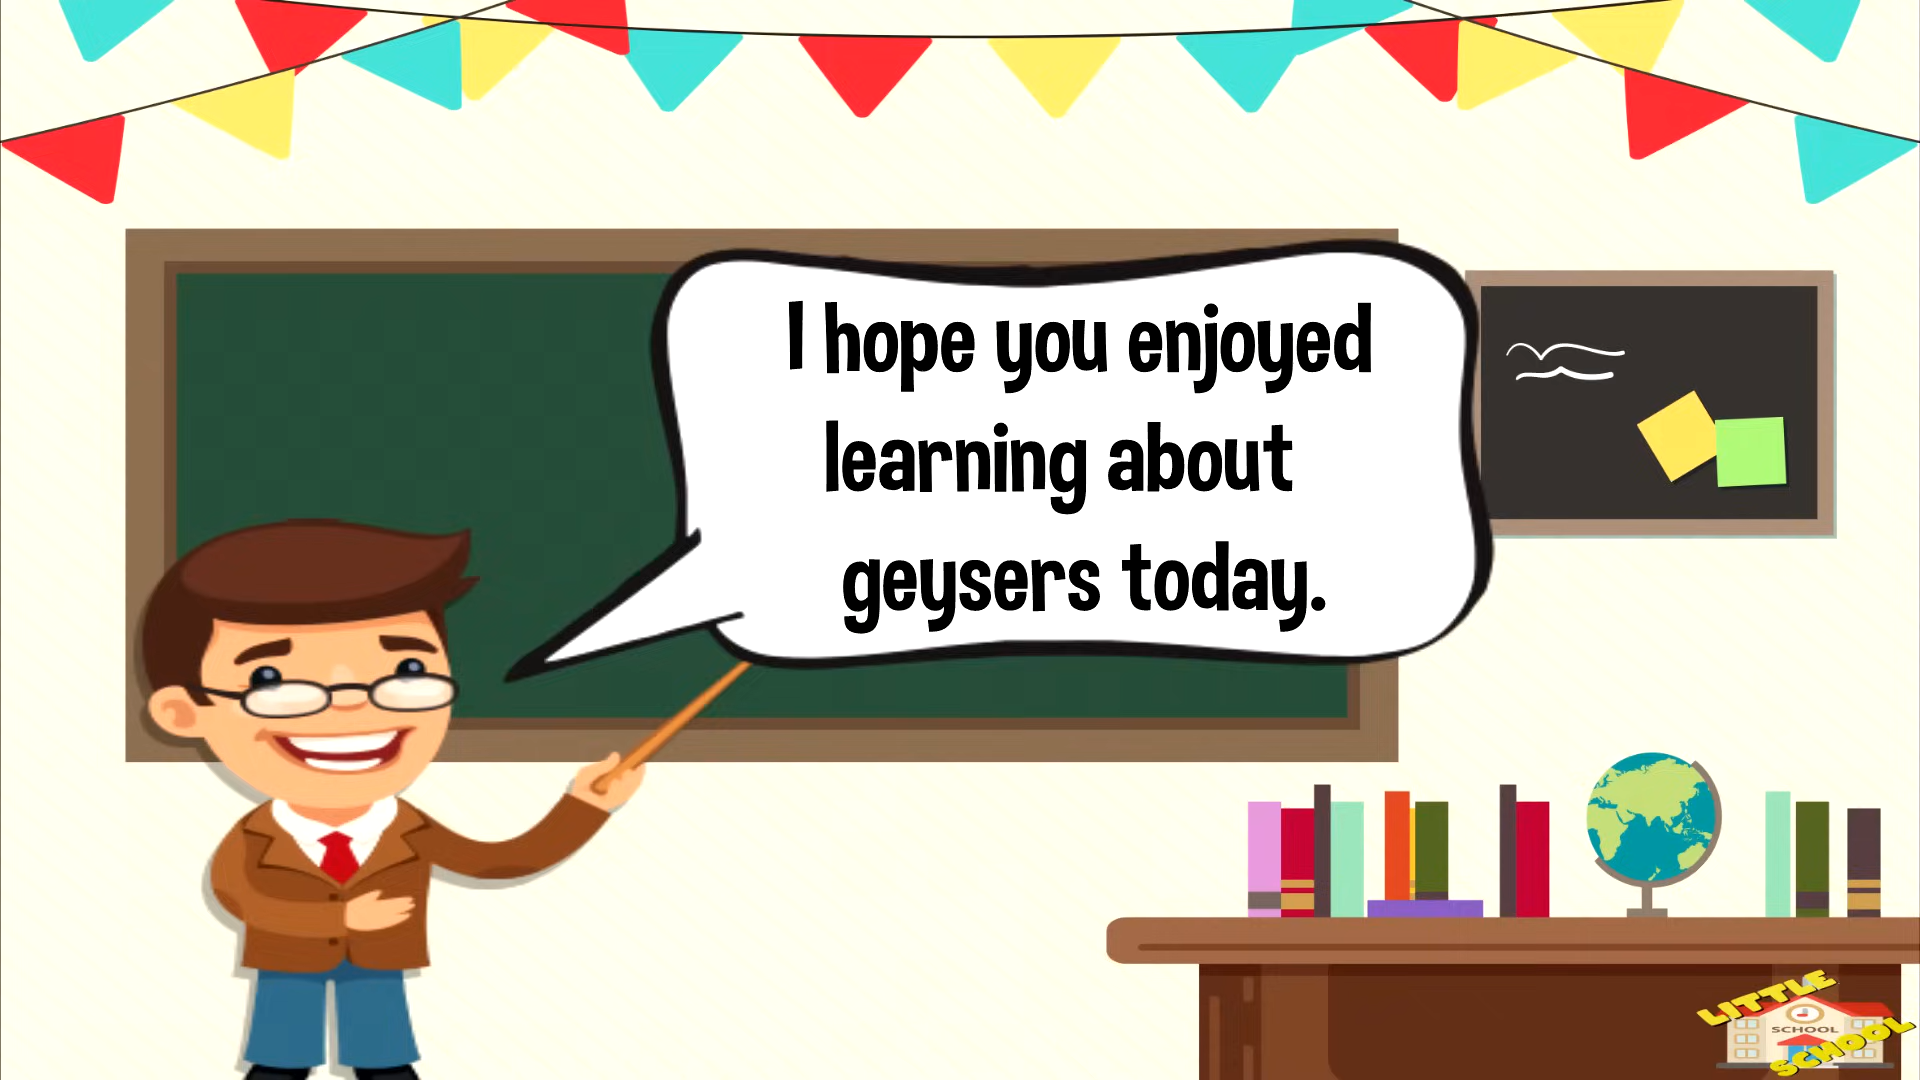 I hope you enjoyed
learning about
geysers today.
LITTLE
SCHOOL
SCHOOL